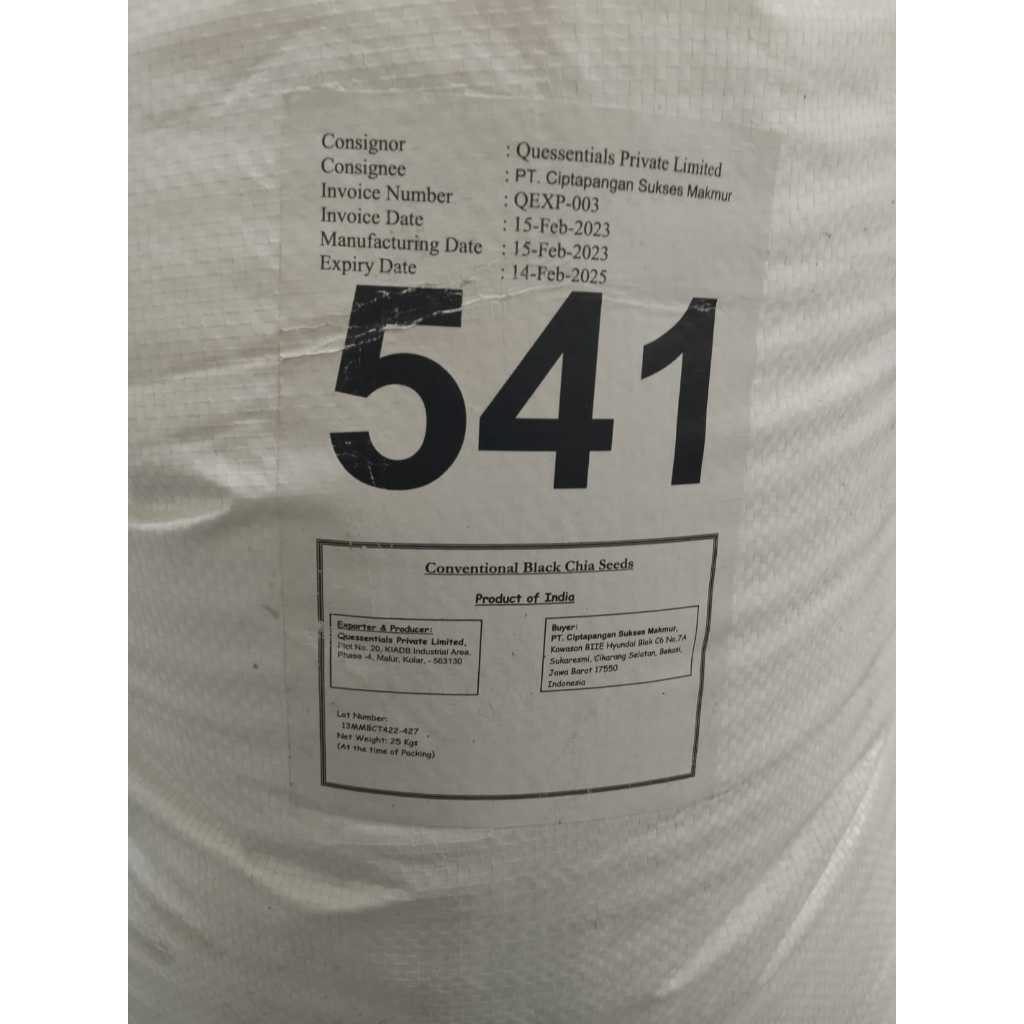 Consignor : Quessentials Private Limited
Consignee : PT. Ciptapangan Sukses Makmur
Invoice Number : QEXP-003
Invoice Date : 15-Feb-2023
Manufacturing Date : 15-Feb-2023
Expiry Date : 14-Feb-2025
541
Conventional Black Chia Seeds
Product of India
Exporter & Producer:
Quessentials Private Limited,
Plot No. 20, KIADB Industrial Area,
Phase -4, Malur, Kolar, - 563130
Buyer:
PT. Ciptapangan Sukses Makmur,
Kawasan BIIE Hyundai Blok C6 No.7A
Sukaresmi, Cikarang Selatan, Bekasi,
Jawa Barat 17550
Indonesia
Lot Number:
13MMBCT422-427
Net Weight: 25 Kgs
(At the time of Packing)